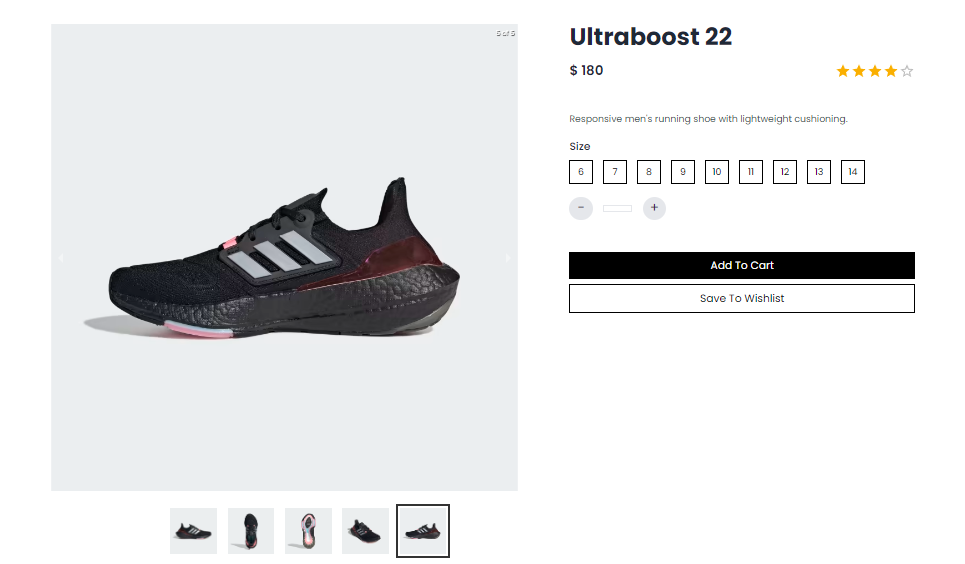 5 of 5
Ultraboost 22
$ 180
Responsive men's running shoe with lightweight cushioning.
Size
6 7 8 9 10 11 12 13 14
- +
Add To Cart
Save To Wishlist